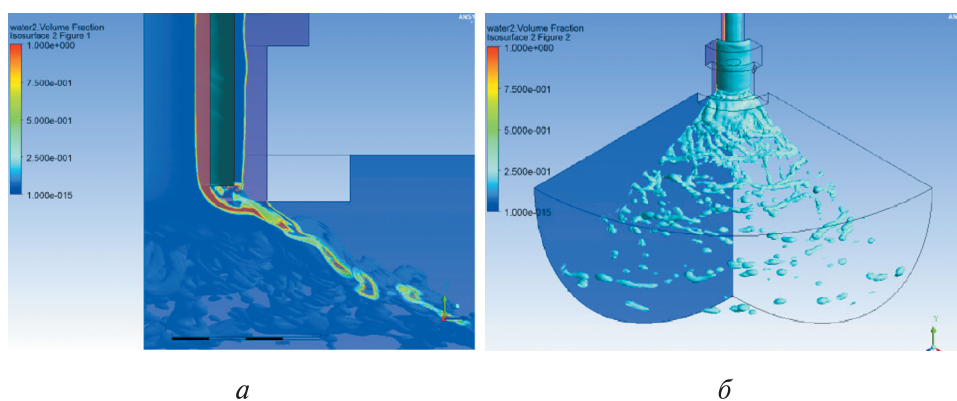 ANSY
water2.Volume Fraction
Isosurface 2 Figure 1
1.000e+000
7.500e-001
5.000e-001
2.500e-001
1.000e-015
ANS
water2.Volume Fraction
Isosurface 2 Figure 2
1.000e+000
7.500e-001
5.000e-001
2.500e-001
1.000e-015
Y
а
б